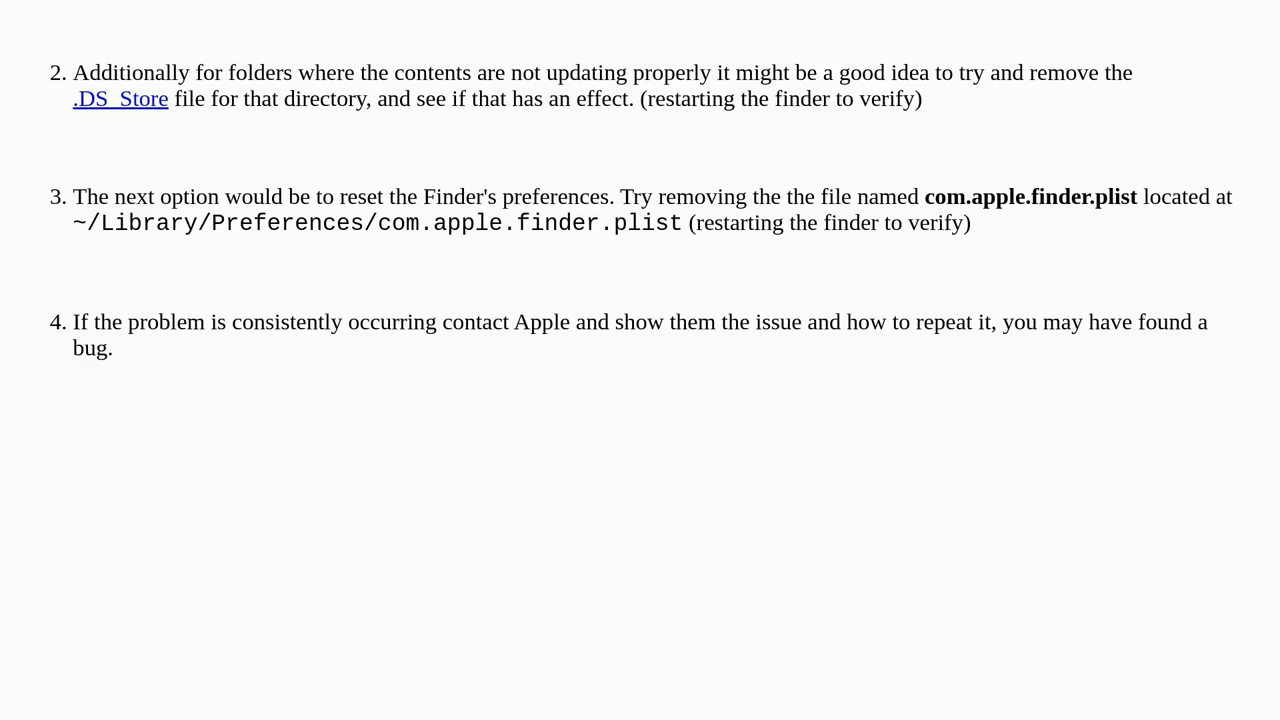 2. Additionally for folders where the contents are not updating properly it might be a good idea to try and remove the
.DS_Store file for that directory, and see if that has an effect. (restarting the finder to verify)
3. The next option would be to reset the Finder's preferences. Try removing the the file named com.apple.finder.plist located at
~/Library/Preferences/com.apple.finder.plist (restarting the finder to verify)
4. If the problem is consistently occurring contact Apple and show them the issue and how to repeat it, you may have found a
bug.